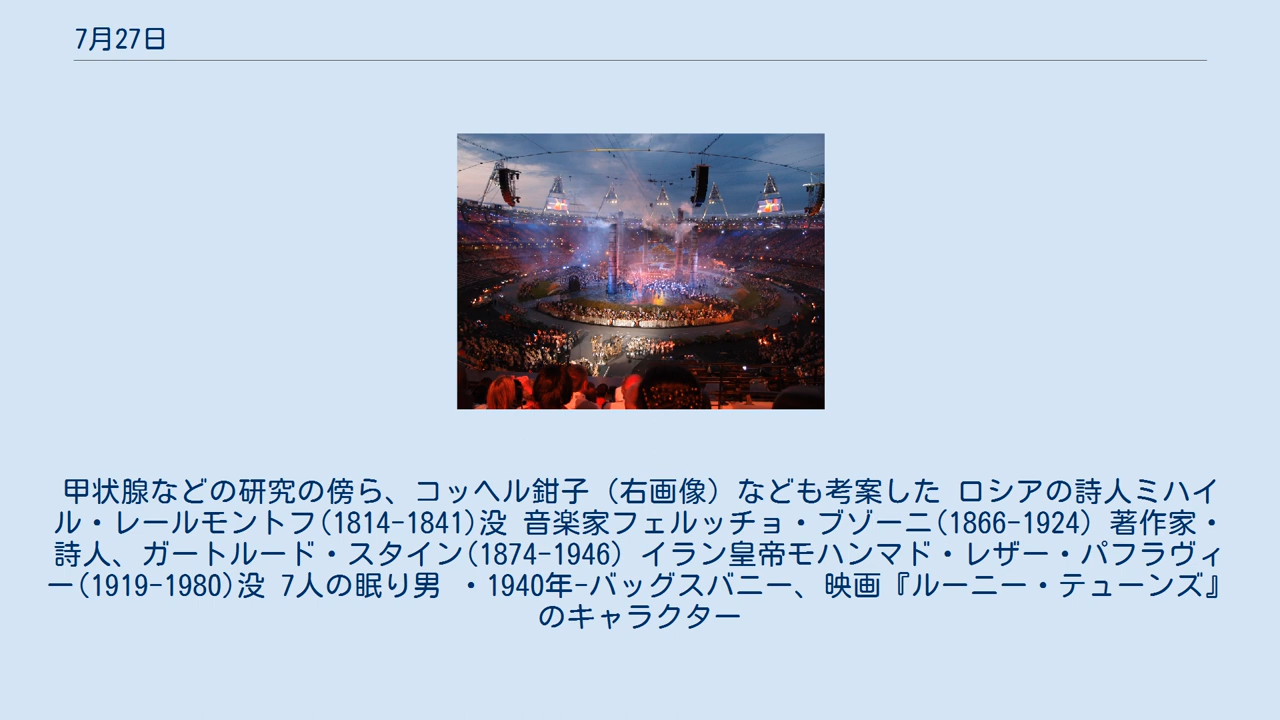 7月27日
甲状腺などの研究の傍ら、コッヘル鉗子（右画像）なども考案した ロシアの詩人ミハイ
ル・レールモントフ(1814-1841)没 音楽家フェルッチョ・ブゾーニ(1866-1924) 著作家・
詩人、ガートルード・スタイン(1874-1946) イラン皇帝モハンマド・レザー・パフラヴィ
ー(1919-1980)没 7人の眠り男 ・1940年-バッグスバニー、映画『ルーニー・テューンズ』
のキャラクター